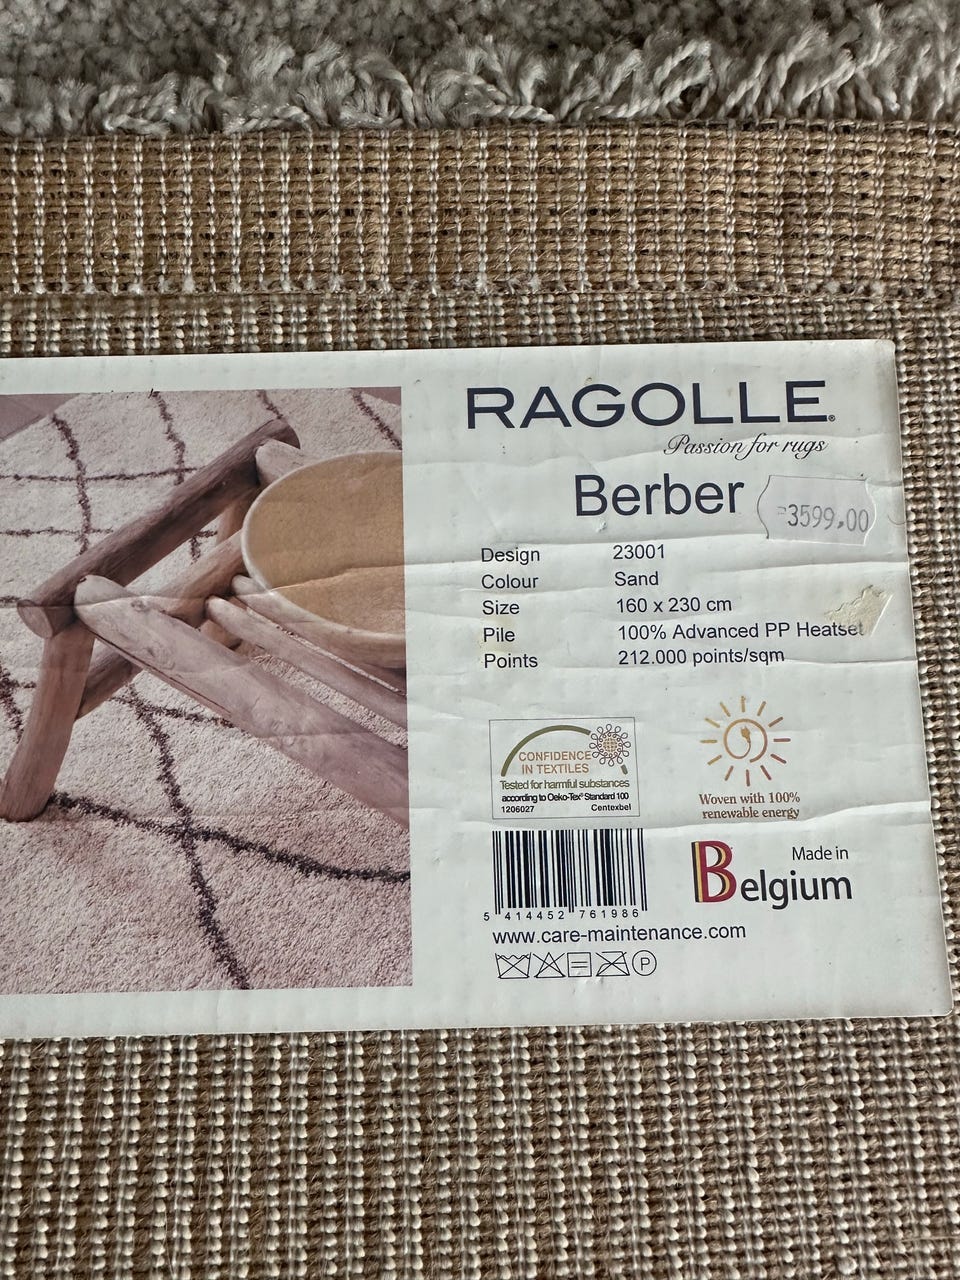 RAGOLLE®
Passion for rugs
Berber
3599,00
Design 23001
Colour Sand
Size 160 x 230 cm
Pile 100% Advanced PP Heatset
Points 212.000 points/sqm
CONFIDENCE
IN TEXTILES
Tested for harmful substances
according to Oeko-Tex® Standard 100
1206027 Centexbel
Woven with 100%
renewable energy
5 414452 761986
Made in
Belgium
www.care-maintenance.com
P